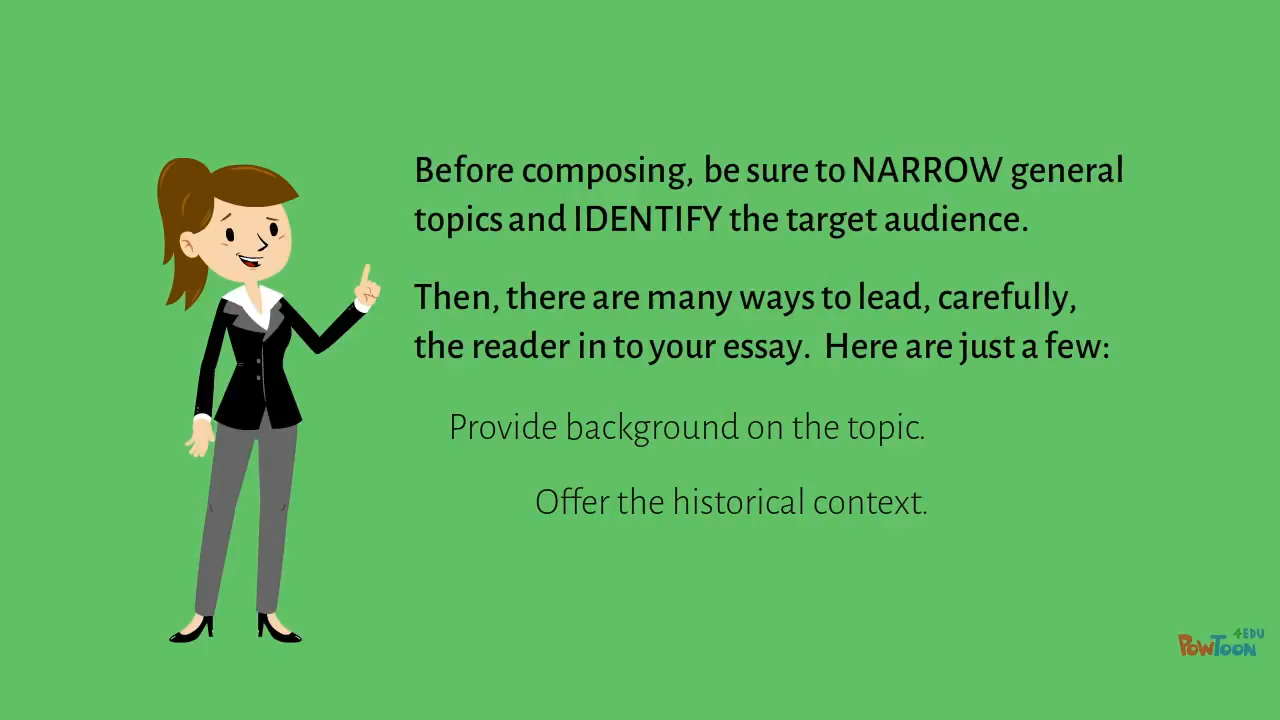 Before composing, be sure to NARROW general
topics and IDENTIFY the target audience.
Then, there are many ways to lead, carefully,
the reader in to your essay.  Here are just a few:
Provide background on the topic.
Offer the historical context.
4EDU
POWTOON